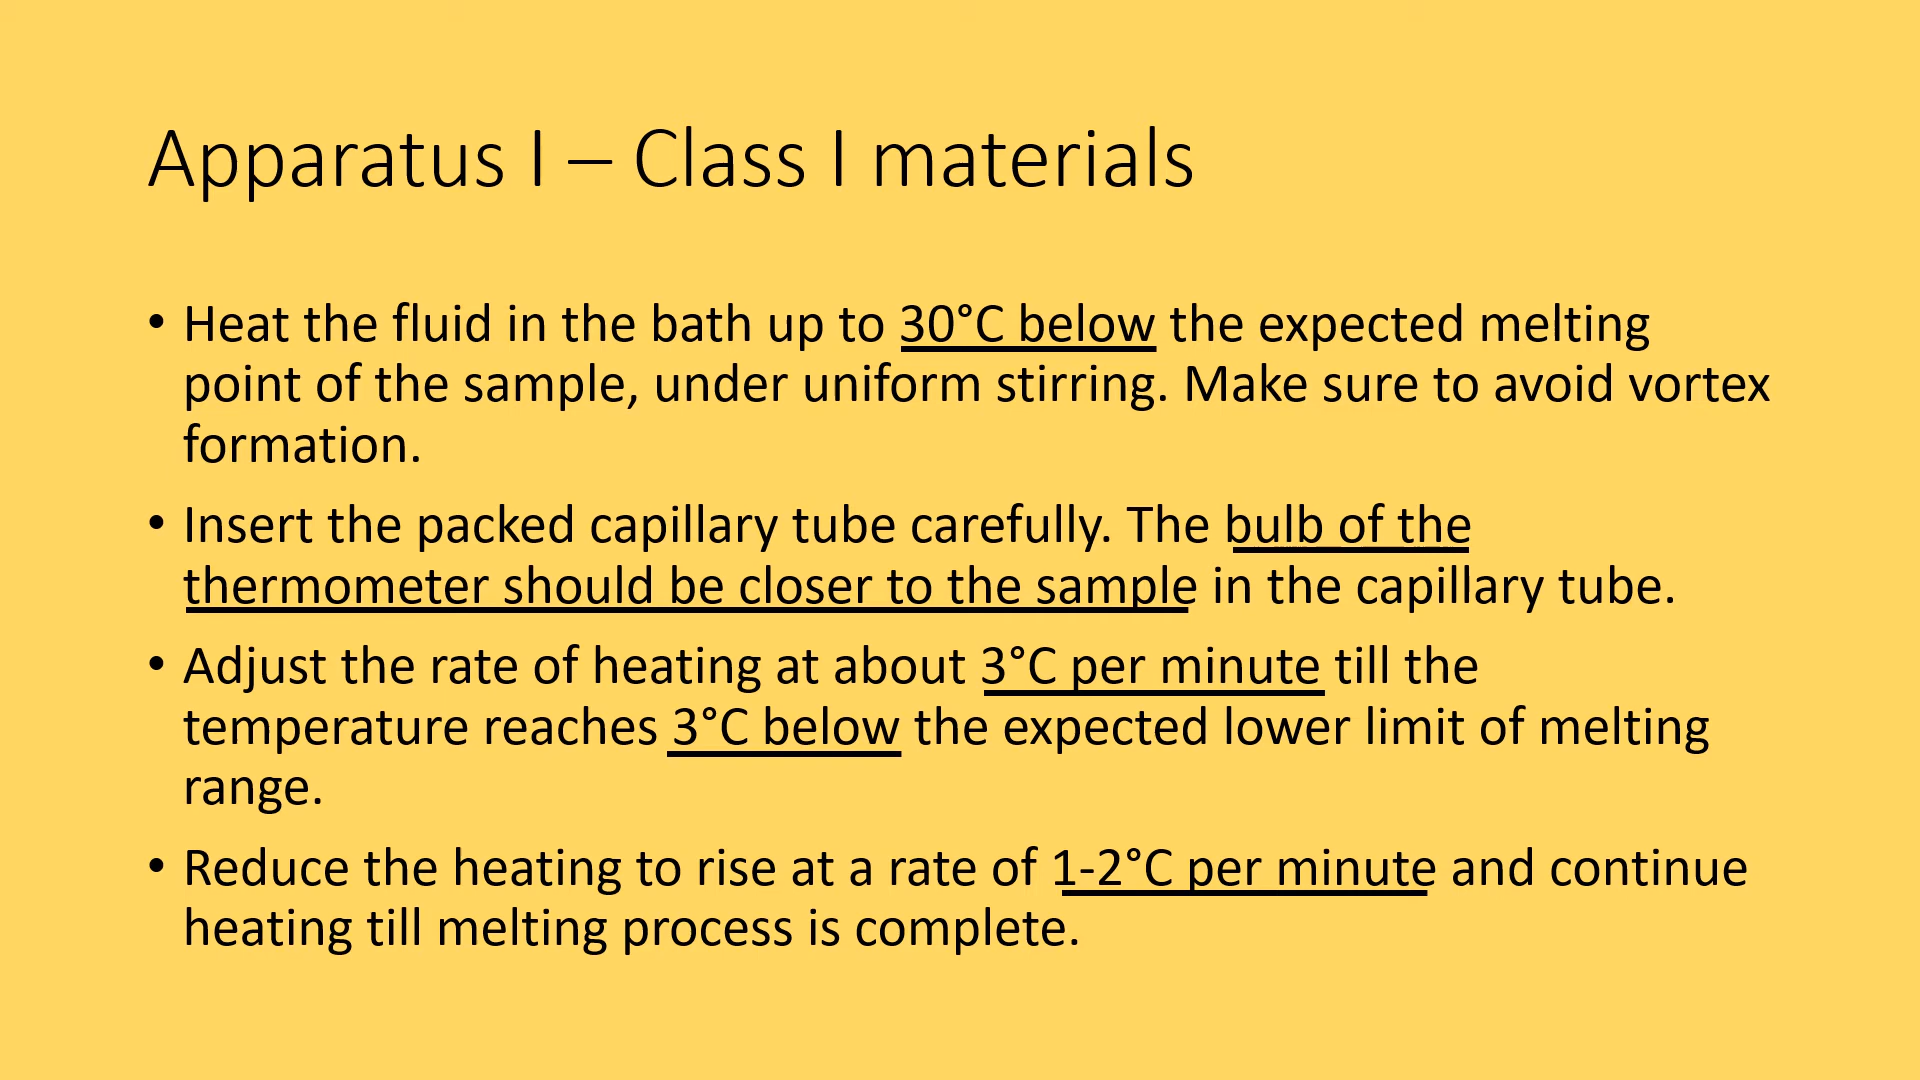 Apparatus I – Class I materials
• Heat the fluid in the bath up to 30°C below the expected melting
point of the sample, under uniform stirring. Make sure to avoid vortex
formation.
• Insert the packed capillary tube carefully. The bulb of the
thermometer should be closer to the sample in the capillary tube.
• Adjust the rate of heating at about 3°C per minute till the
temperature reaches 3°C below the expected lower limit of melting
range.
• Reduce the heating to rise at a rate of 1-2°C per minute and continue
heating till melting process is complete.